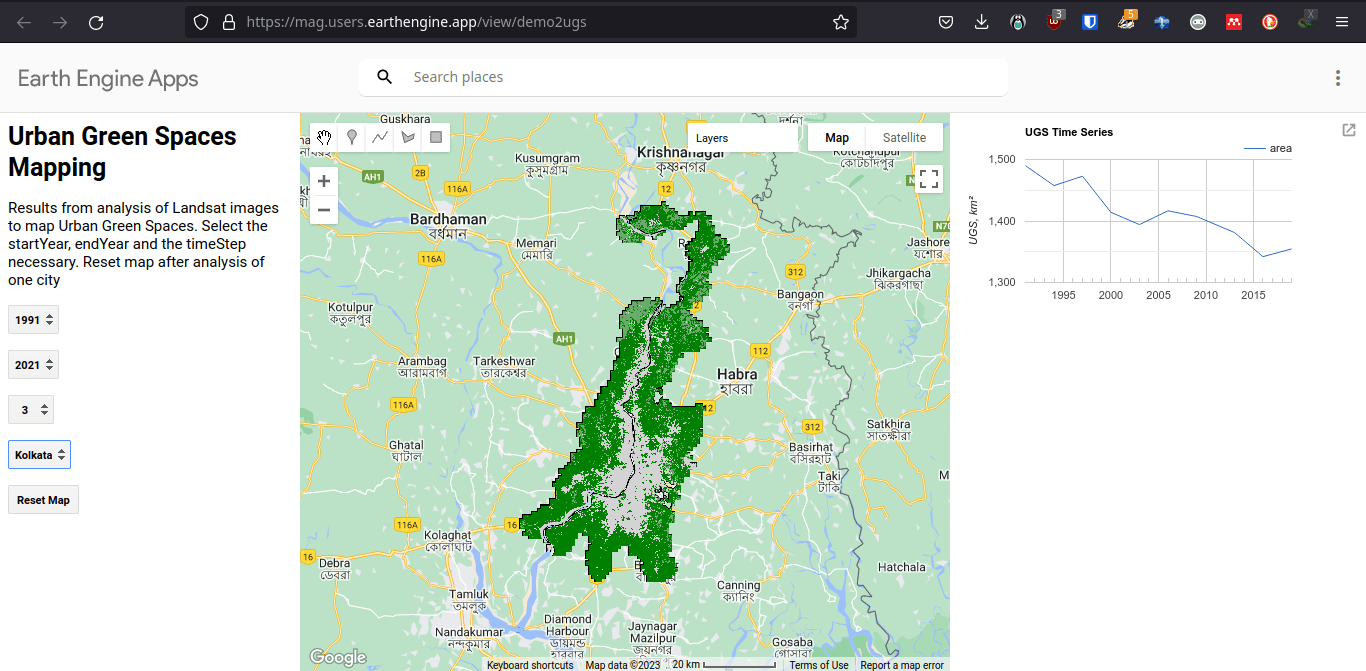 https://mag.users.earthengine.app/view/demo2ugs
3
5
X
Earth Engine Apps
Search places
Urban Green Spaces
Mapping
Results from analysis of Landsat images
to map Urban Green Spaces. Select the
startYear, endYear and the timeStep
necessary. Reset map after analysis of
one city
1991
2021
3
Kolkata
Reset Map
Guskhara
Layers
Map
Satellite
Krishnanagar
কৃষ্ণনগর
Kusumgram
কুসুমগ্রাম
কোটচাঁদপুর
AH1
2B
116A
12
Bardhaman
বর্ধমান
Memari
মেমারি
116A
Jashore
যশোর
312
Jhikargacha
ঝিকরগাছা
Bangaon
বনগাঁ
Kotulpur
কতুলপুর
AH1
112
Arambag
আরামবাগ
Tarkeshwar
তারকেশ্বর
Habra
হাবরা
116A
12
312
Satkhira
সাতক্ষীরা
Ghatal
ঘাটাল
Basirhat
বসিরহাট
Taki
টাকি
116A
16
Kolaghat
কোলাঘাট
16
Debra
ডেবরা
Hatchala
Canning
ক্যানিং
Tamluk
তমলুক
Diamond
Harbour
ডায়মন্ড
হারবার
Jaynagar
Mazilpur
জয়নগর
Nandakumar
নন্দকুমার
Gosaba
গোসাবা
Google
Keyboard shortcuts
Map data ©2023
20 km
Terms of Use
Report a map error
UGS Time Series
area
1,500
1,400
1,300
UGS, km²
1995
2000
2005
2010
2015